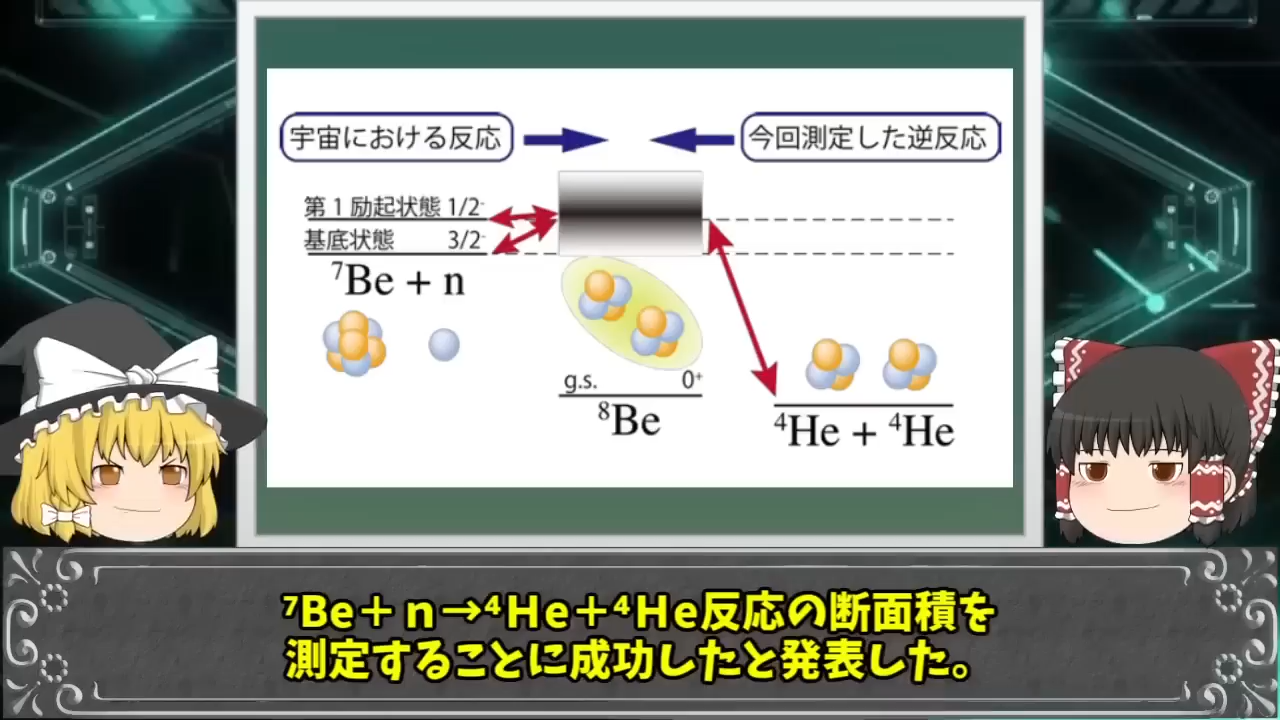 宇宙における反応
今回測定した逆反応
第1励起状態 1/2⁻
基底状態 3/2⁻
⁷Be + n
g.s. 0⁺
⁸Be
⁴He + ⁴He
⁷Be＋n→⁴He＋⁴He反応の断面積を
測定することに成功したと発表した。